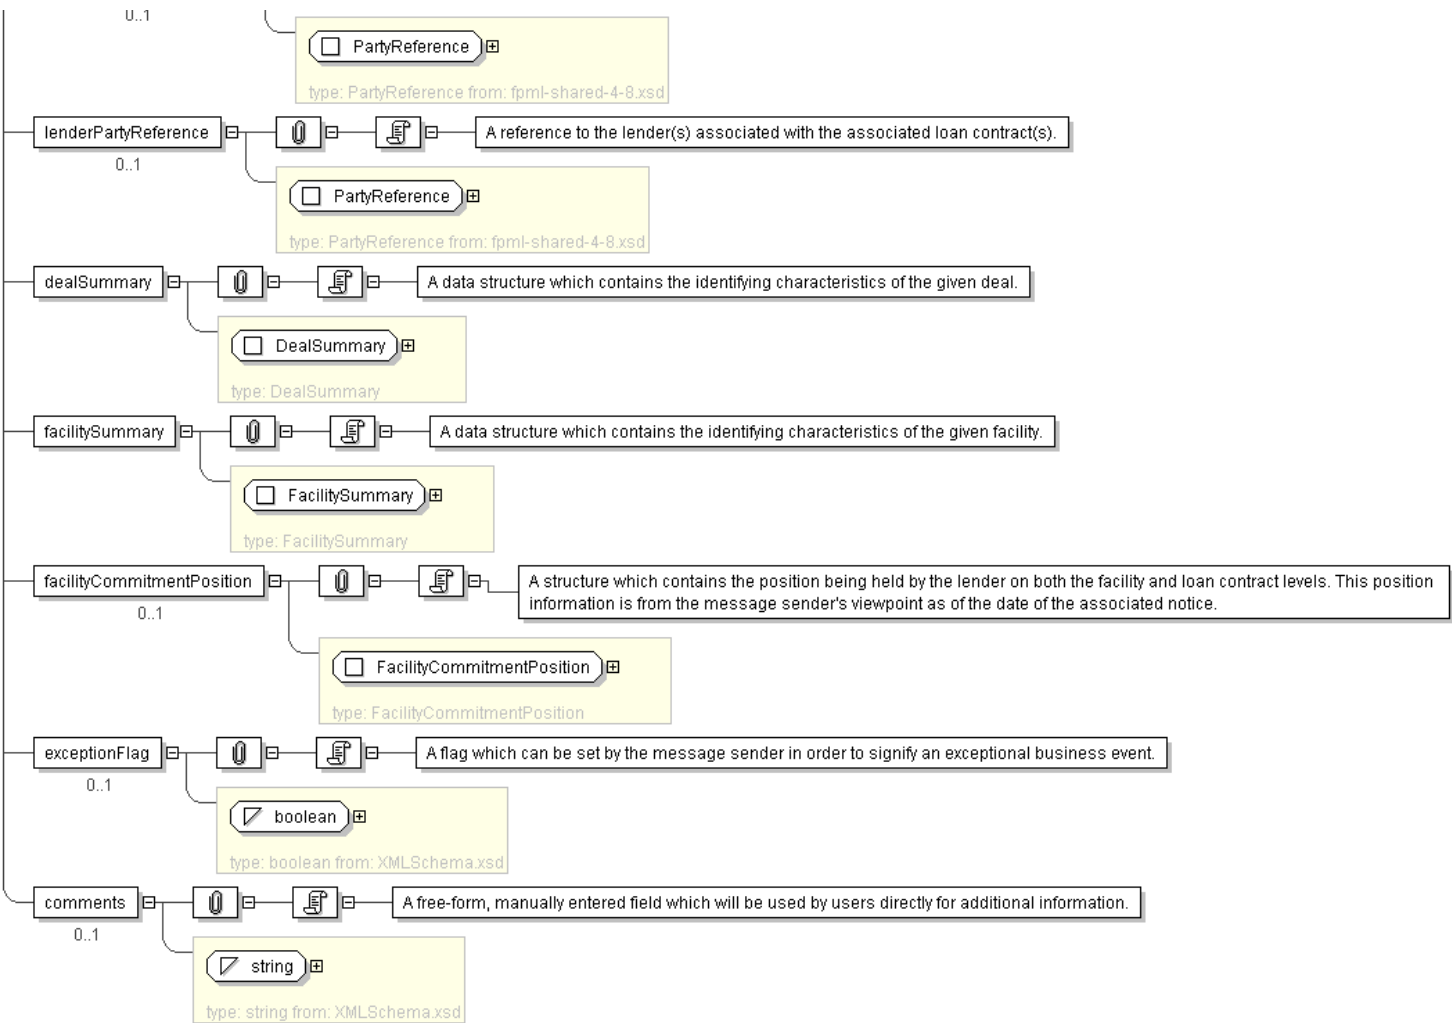 0..1
PartyReference
type: PartyReference from: fpml-shared-4-8.xsd
lenderPartyReference
A reference to the lender(s) associated with the associated loan contract(s).
0..1
PartyReference
type: PartyReference from: fpml-shared-4-8.xsd
dealSummary
A data structure which contains the identifying characteristics of the given deal.
DealSummary
type: DealSummary
facilitySummary
A data structure which contains the identifying characteristics of the given facility.
FacilitySummary
type: FacilitySummary
facilityCommitmentPosition
A structure which contains the position being held by the lender on both the facility and loan contract levels. This position
information is from the message sender's viewpoint as of the date of the associated notice.
0..1
FacilityCommitmentPosition
type: FacilityCommitmentPosition
exceptionFlag
A flag which can be set by the message sender in order to signify an exceptional business event.
0..1
boolean
type: boolean from: XMLSchema.xsd
comments
A free-form, manually entered field which will be used by users directly for additional information.
0..1
string
type: string from: XMLSchema.xsd